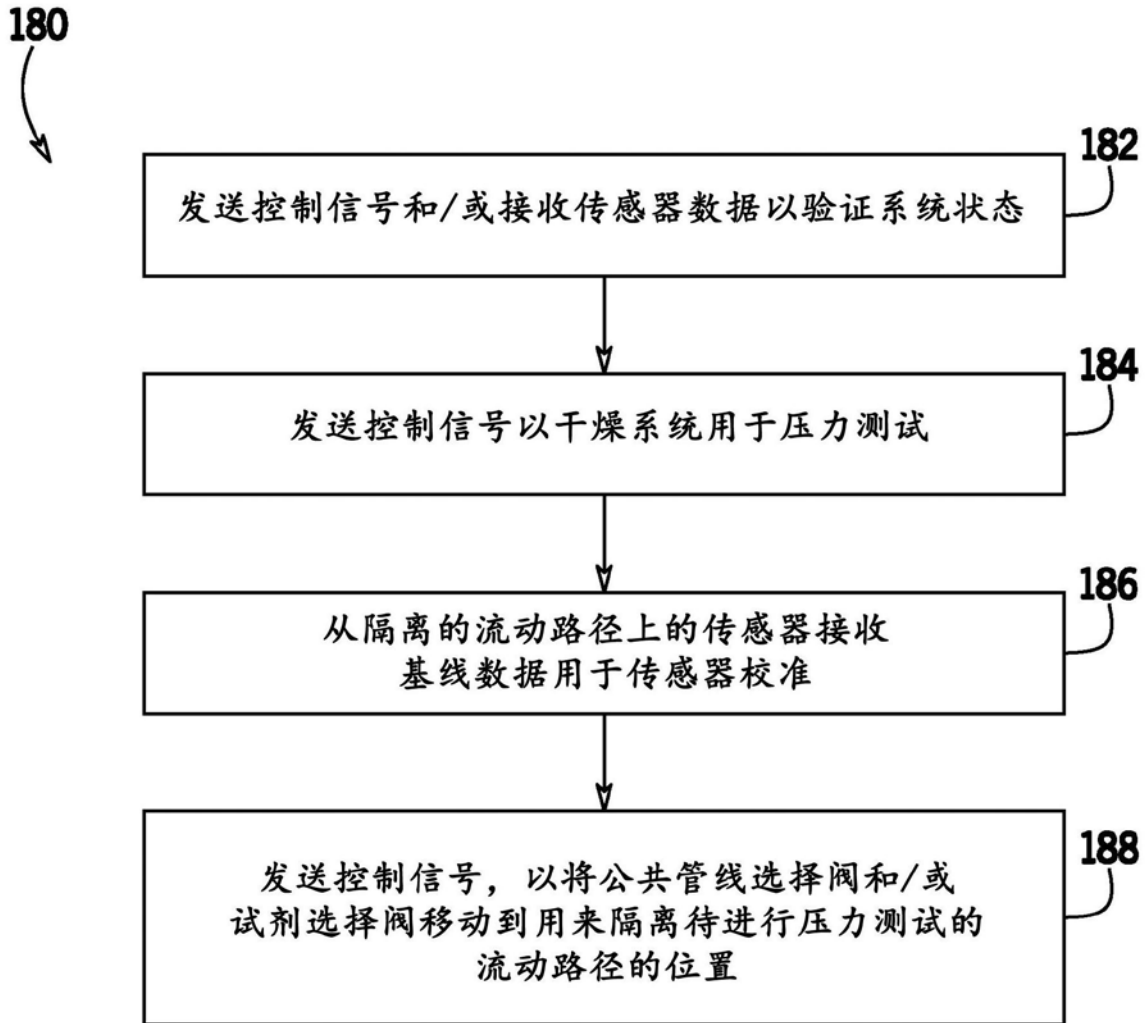 180
182
发送控制信号和/或接收传感器数据以验证系统状态
184
发送控制信号以干燥系统用于压力测试
186
从隔离的流动路径上的传感器接收
基线数据用于传感器校准
188
发送控制信号，以将公共管线选择阀和/或
试剂选择阀移动到用来隔离待进行压力测试的
流动路径的位置